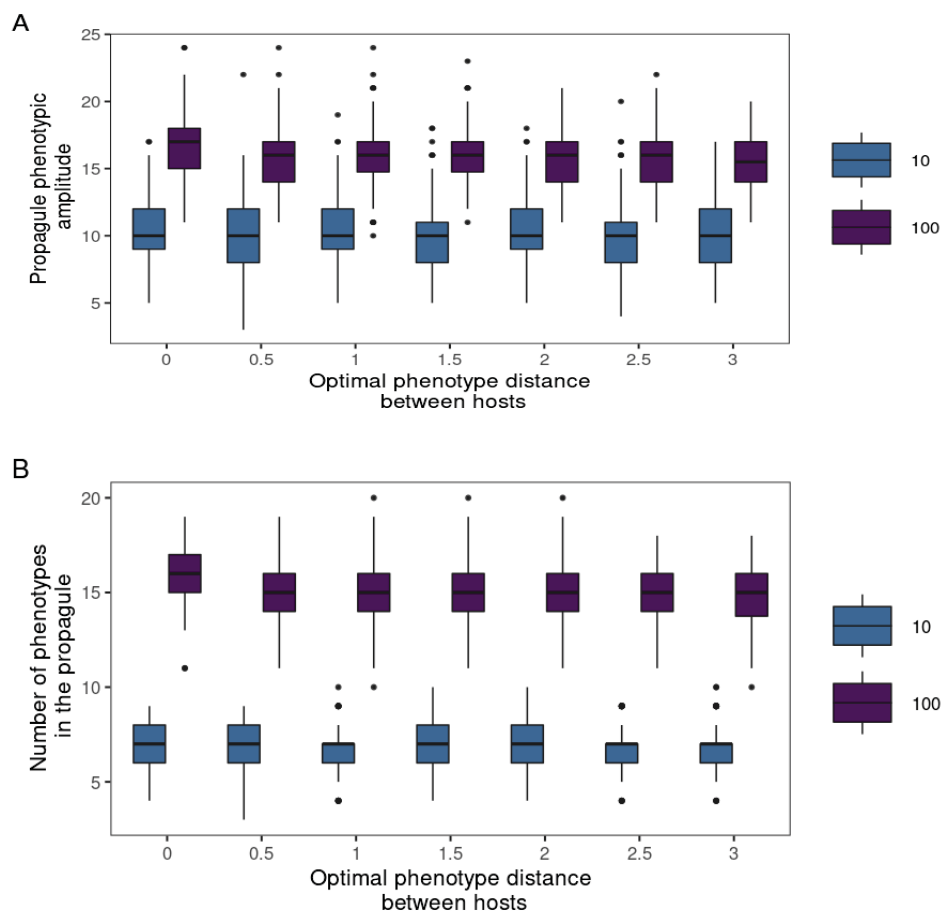 A
Propagule phenotypic
amplitude
25
20
15
10
5
0 0.5 1 1.5 2 2.5 3
Optimal phenotype distance
between hosts
10
100
B
Number of phenotypes
in the propagule
20
15
10
5
0 0.5 1 1.5 2 2.5 3
Optimal phenotype distance
between hosts
10
100